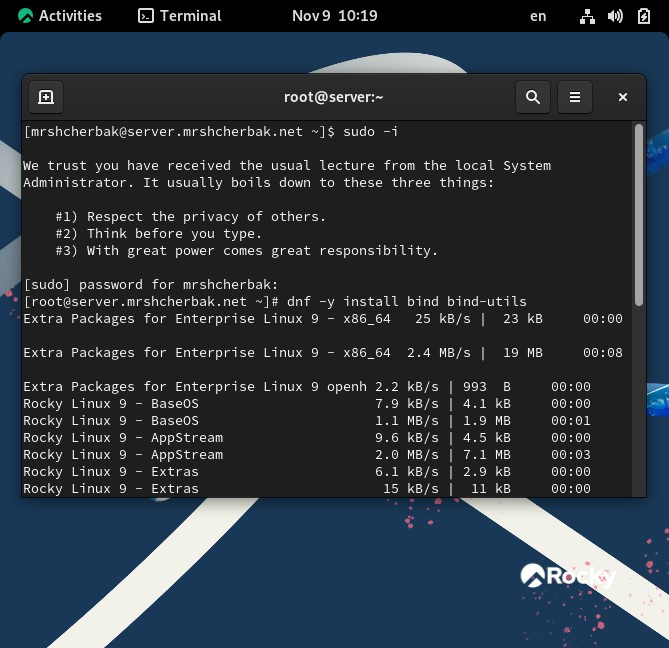 Activities Terminal Nov 9 10:19 en
root@server:~
[mrshcherbak@server.mrshcherbak.net ~]$ sudo -i
We trust you have received the usual lecture from the local System
Administrator. It usually boils down to these three things:
#1) Respect the privacy of others.
#2) Think before you type.
#3) With great power comes great responsibility.
[sudo] password for mrshcherbak:
[root@server.mrshcherbak.net ~]# dnf -y install bind bind-utils
Extra Packages for Enterprise Linux 9 - x86_64 25 kB/s | 23 kB 00:00
Extra Packages for Enterprise Linux 9 - x86_64 2.4 MB/s | 19 MB 00:08
Extra Packages for Enterprise Linux 9 openh 2.2 kB/s | 993 B 00:00
Rocky Linux 9 - BaseOS 7.9 kB/s | 4.1 kB 00:00
Rocky Linux 9 - BaseOS 1.1 MB/s | 1.9 MB 00:01
Rocky Linux 9 - AppStream 9.6 kB/s | 4.5 kB 00:00
Rocky Linux 9 - AppStream 2.0 MB/s | 7.1 MB 00:03
Rocky Linux 9 - Extras 6.1 kB/s | 2.9 kB 00:00
Rocky Linux 9 - Extras 15 kB/s | 11 kB 00:00
Rocky